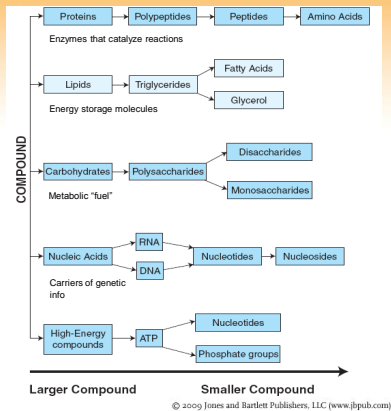 COMPOUND
Proteins
Polypeptides
Peptides
Amino Acids
Enzymes that catalyze reactions
Lipids
Triglycerides
Fatty Acids
Glycerol
Energy storage molecules
Carbohydrates
Polysaccharides
Disaccharides
Monosaccharides
Metabolic "fuel"
Nucleic Acids
RNA
DNA
Nucleotides
Nucleosides
Carriers of genetic
info
High-Energy
compounds
ATP
Nucleotides
Phosphate groups
Larger Compound
Smaller Compound
© 2009 Jones and Bartlett Publishers, LLC (www.jbpub.com)